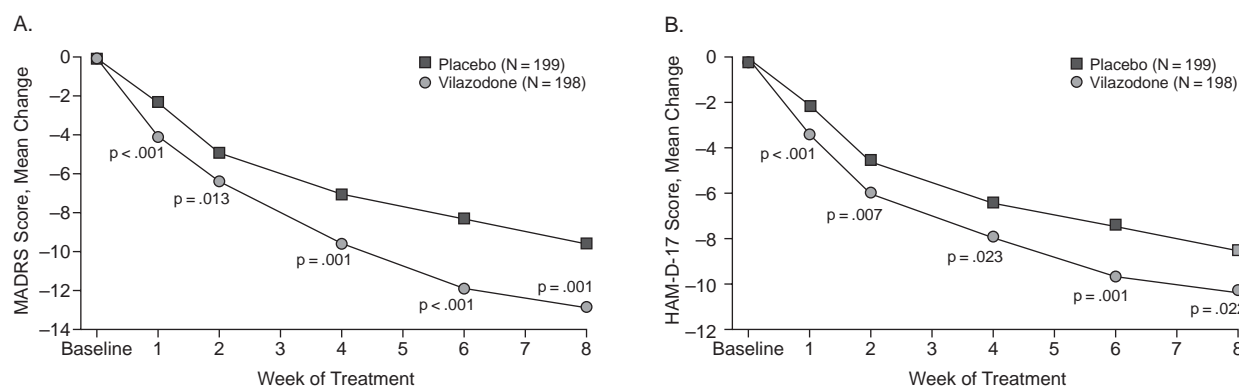 A.
MADRS Score, Mean Change
0
–2
–4
–6
–8
–10
–12
–14
Placebo (N = 199)
Vilazodone (N = 198)
p < .001
p = .013
p = .001
p < .001
p = .001
Baseline 1 2 3 4 5 6 7 8
Week of Treatment
B.
HAM-D-17 Score, Mean Change
0
–2
–4
–6
–8
–10
–12
Placebo (N = 199)
Vilazodone (N = 198)
p < .001
p = .007
p = .023
p = .001
p = .022
Baseline 1 2 3 4 5 6 7 8
Week of Treatment